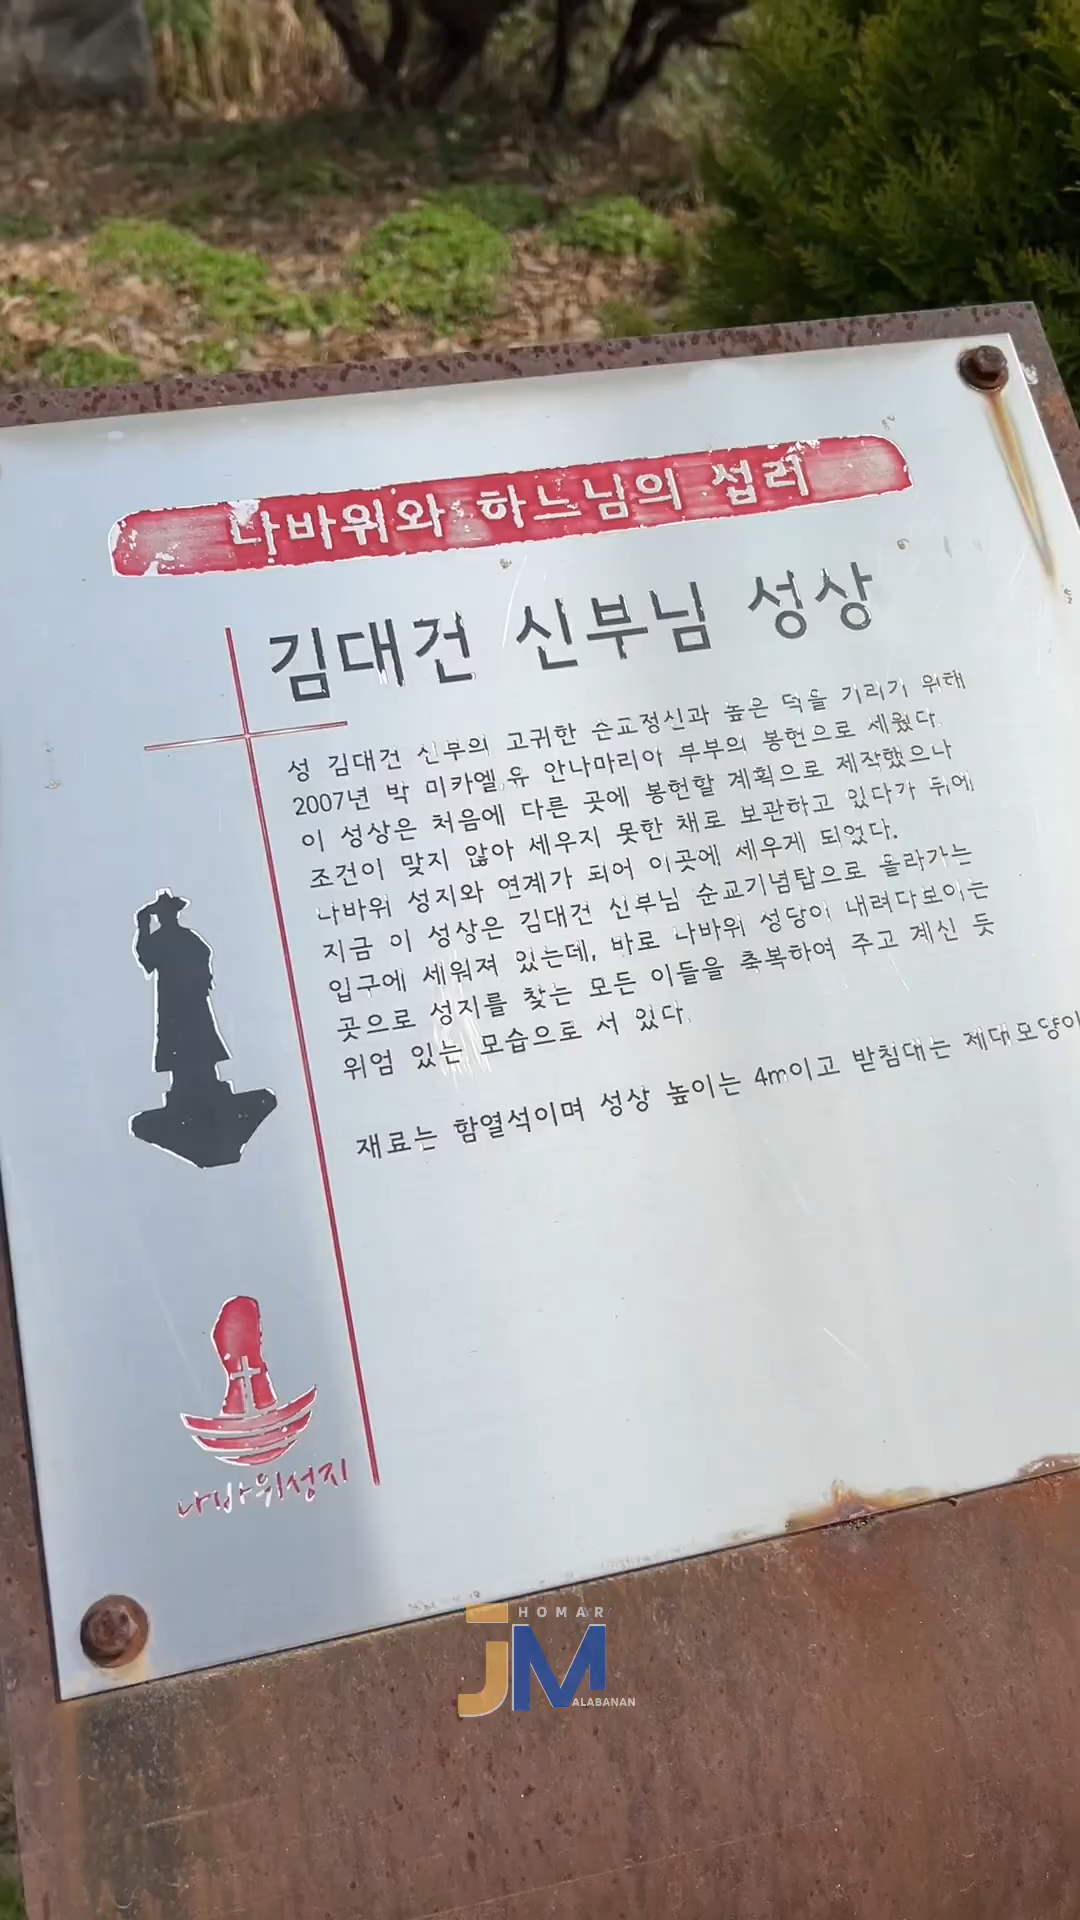 나바위와 하느님의 섭리
김대건 신부님 성상
성 김대건 신부의 고귀한 순교정신과 높은 덕을 기리기 위해
2007년 박 미카엘,유 안나마리아 부부의 봉헌으로 세웠다.
이 성상은 처음에 다른 곳에 봉헌할 계획으로 제작했으나
조건이 맞지 않아 세우지 못한 채로 보관하고 있다가 뒤에
나바위 성지와 연계가 되어 이곳에 세우게 되었다.
지금 이 성상은 김대건 신부님 순교기념탑으로 올라가는
입구에 세워져 있는데, 바로 나바위 성당이 내려다보이는
곳으로 성지를 찾는 모든 이들을 축복하여 주고 계신 듯
위엄 있는 모습으로 서 있다.
재료는 함열석이며 성상 높이는 4m이고 받침대는 제대모양이
나바위성지
HOMAR
JM
ALABANAN